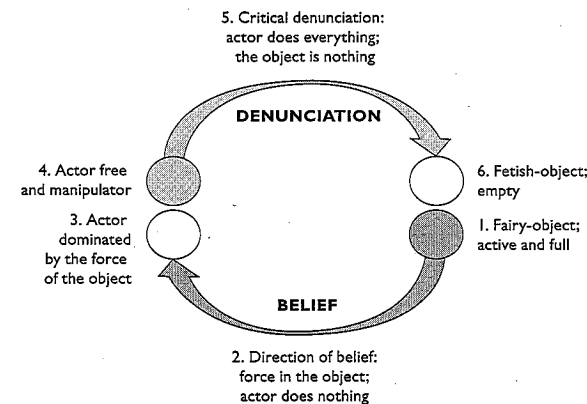 5. Critical denunciation:
actor does everything;
the object is nothing
DENUNCIATION
4. Actor free
and manipulator
6. Fetish-object;
empty
3. Actor
dominated
by the force
of the object
1. Fairy-object;
active and full
BELIEF
2. Direction of belief:
force in the object;
actor does nothing